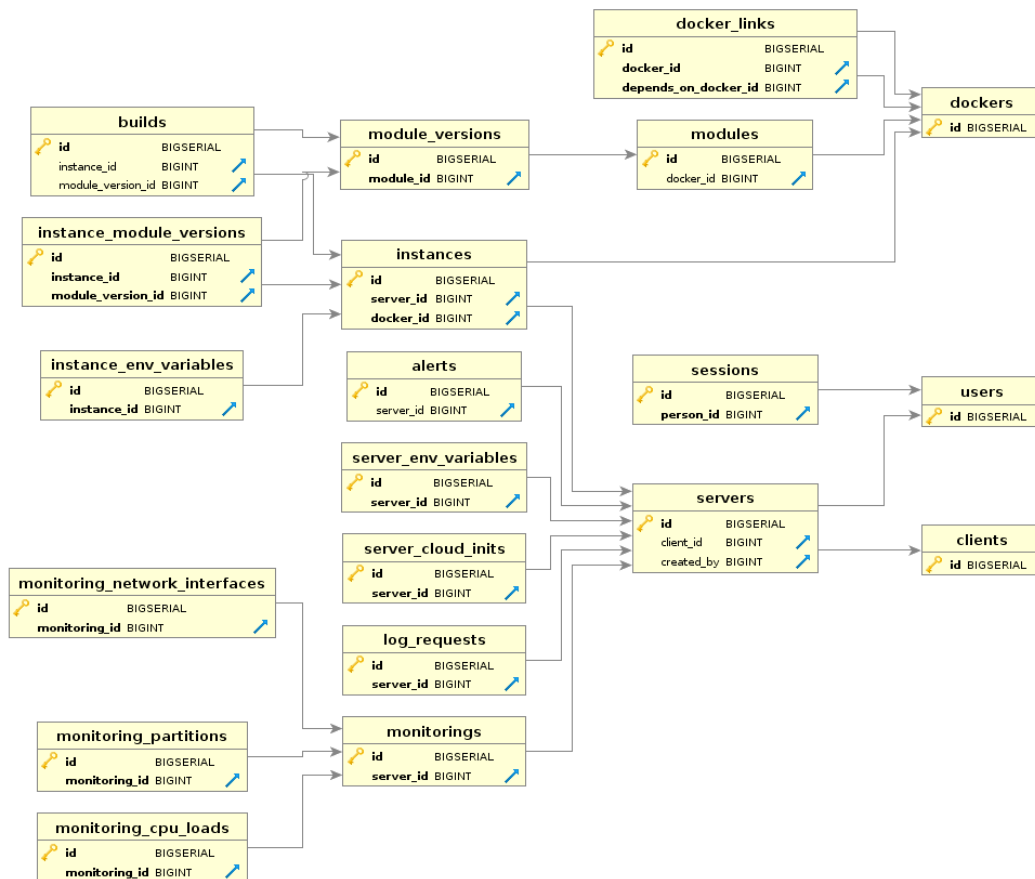 docker_links
id BIGSERIAL
docker_id BIGINT
depends_on_docker_id BIGINT
dockers
id BIGSERIAL
builds
id BIGSERIAL
instance_id BIGINT
module_version_id BIGINT
module_versions
id BIGSERIAL
module_id BIGINT
modules
id BIGSERIAL
docker_id BIGINT
instance_module_versions
id BIGSERIAL
instance_id BIGINT
module_version_id BIGINT
instances
id BIGSERIAL
server_id BIGINT
docker_id BIGINT
instance_env_variables
id BIGSERIAL
instance_id BIGINT
alerts
id BIGSERIAL
server_id BIGINT
sessions
id BIGSERIAL
person_id BIGINT
users
id BIGSERIAL
server_env_variables
id BIGSERIAL
server_id BIGINT
servers
id BIGSERIAL
client_id BIGINT
created_by BIGINT
clients
id BIGSERIAL
server_cloud_inits
id BIGSERIAL
server_id BIGINT
monitoring_network_interfaces
id BIGSERIAL
monitoring_id BIGINT
log_requests
id BIGSERIAL
server_id BIGINT
monitoring_partitions
id BIGSERIAL
monitoring_id BIGINT
monitorings
id BIGSERIAL
server_id BIGINT
monitoring_cpu_loads
id BIGSERIAL
monitoring_id BIGINT